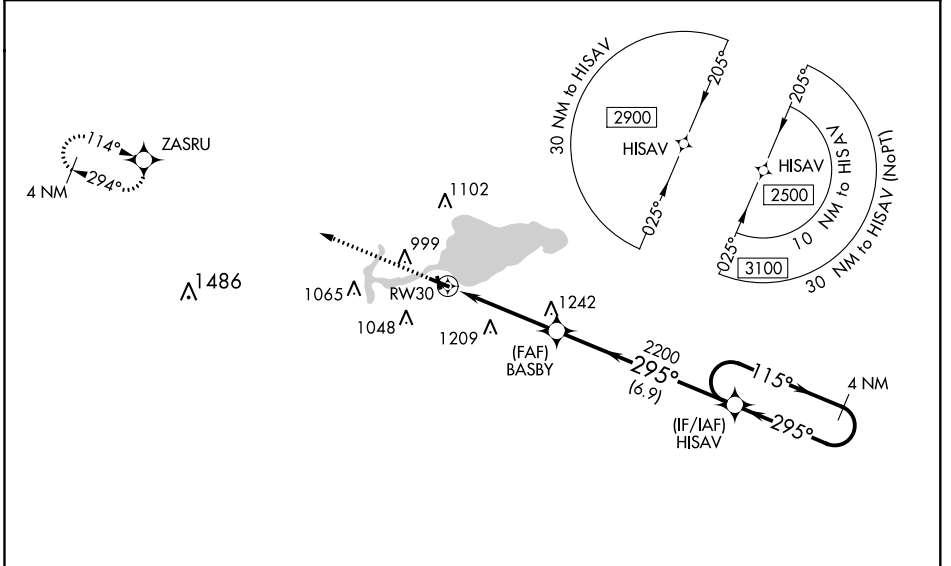 30 NM to HISAV
205°
2900
HISAV
025°
205°
HISAV
2500
10 NM to HISAV
025°
3100
30 NM to HISAV (NoPT)
114°
ZASRU
294°
4 NM
1102
999
1486
1065
RW30
1048
1209
1242
(FAF)
BASBY
2200
295°
(6.9)
115°
4 NM
295°
(IF/IAF)
HISAV